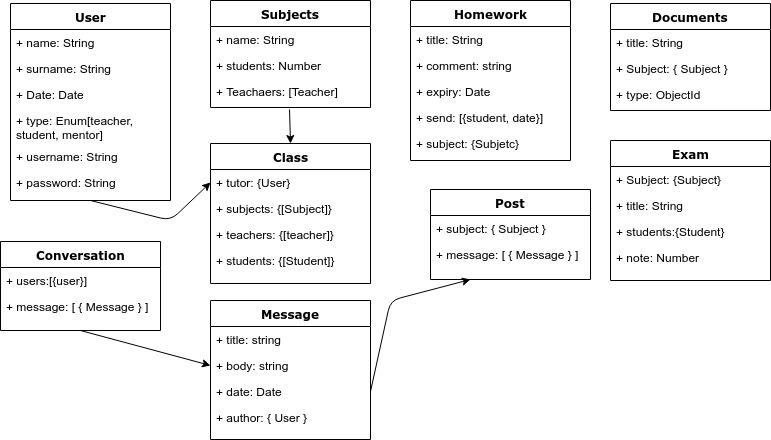 User
+ name: String
+ surname: String
+ Date: Date
+ type: Enum[teacher,
student, mentor]
+ username: String
+ password: String
Subjects
+ name: String
+ students: Number
+ Teachaers: [Teacher]
Homework
+ title: String
+ comment: string
+ expiry: Date
+ send: [{student, date}]
+ subject: {Subjetc}
Documents
+ title: String
+ Subject: { Subject }
+ type: ObjectId
Class
+ tutor: {User}
+ subjects: {[Subject]}
+ teachers: {[teacher]}
+ students: {[Student]}
Exam
+ Subject: {Subject}
+ title: String
+ students:{Student}
+ note: Number
Post
+ subject: { Subject }
+ message: [ { Message } ]
Conversation
+ users:[{user}]
+ message: [ { Message } ]
Message
+ title: string
+ body: string
+ date: Date
+ author: { User }